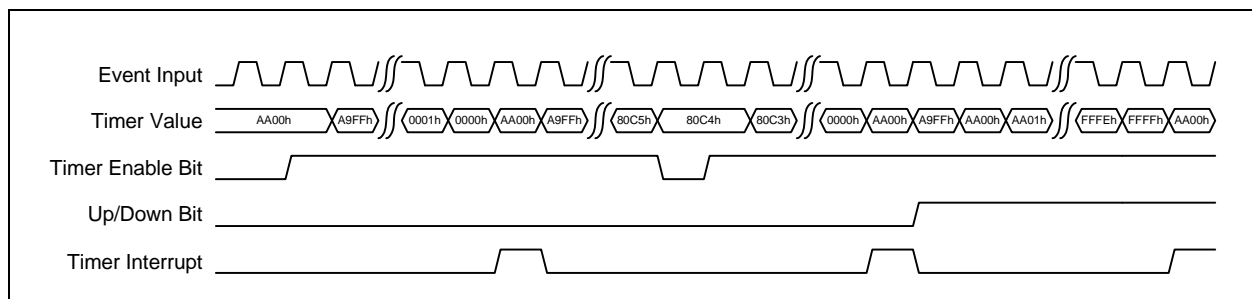 Event Input
Timer Value AA00h A9FFh 0001h 0000h AA00h A9FFh 80C5h 80C4h 80C3h 0000h AA00h A9FFh AA00h AA01h FFFEh FFFFh AA00h
Timer Enable Bit
Up/Down Bit
Timer Interrupt